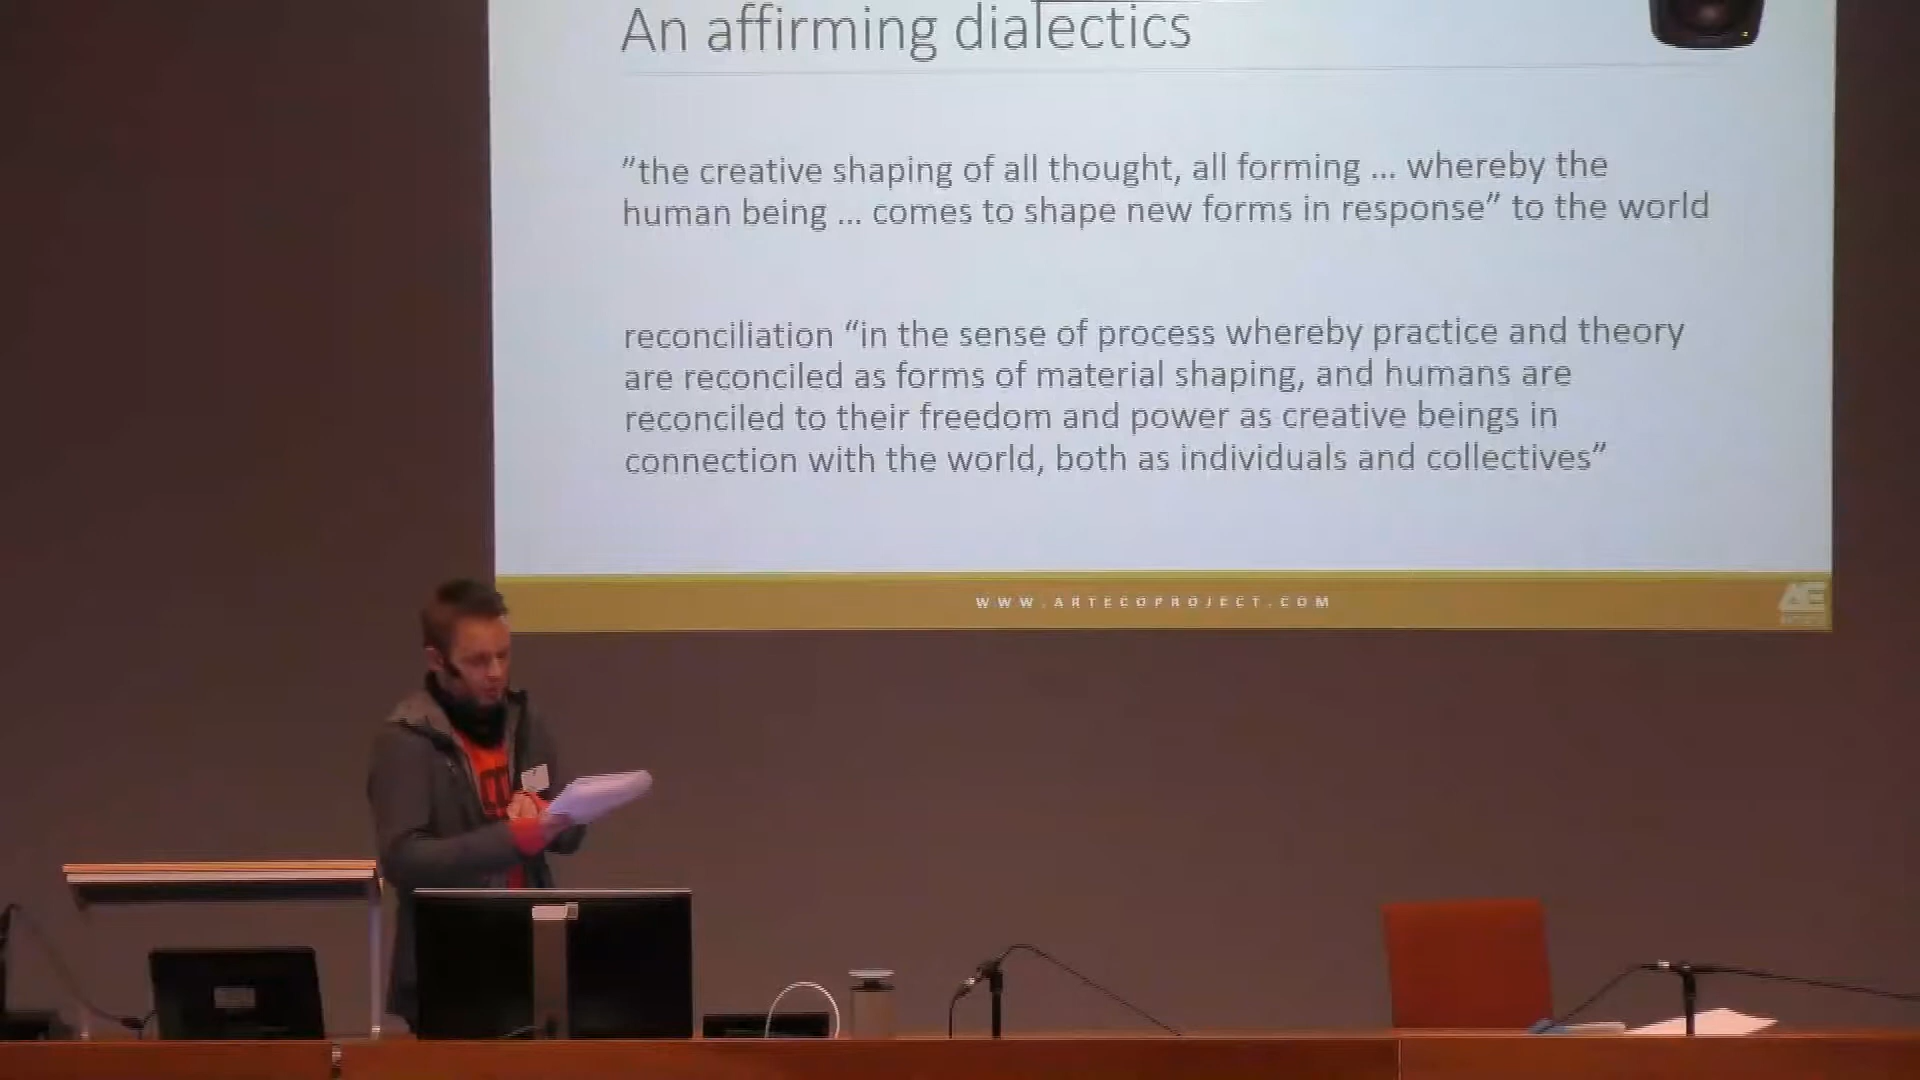 An affirming dialectics
”the creative shaping of all thought, all forming ... whereby the
human being ... comes to shape new forms in response” to the world
reconciliation “in the sense of process whereby practice and theory
are reconciled as forms of material shaping, and humans are
reconciled to their freedom and power as creative beings in
connection with the world, both as individuals and collectives”
WWW.ARTECOPROJECT.COM
AE